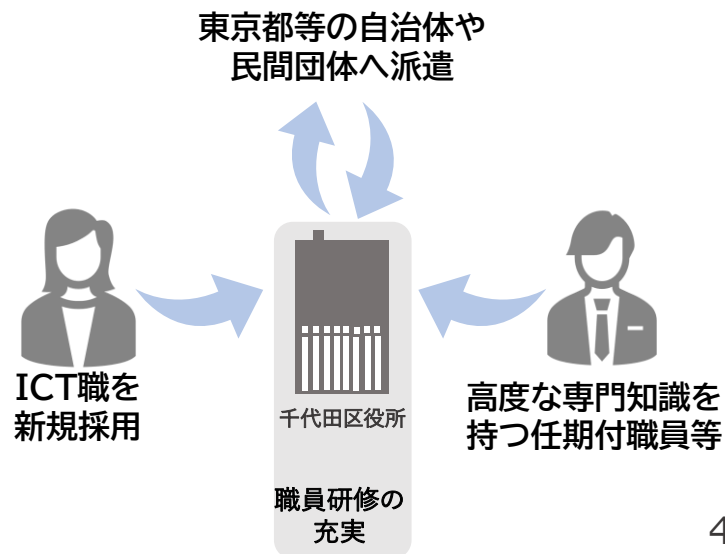 東京都等の自治体や
民間団体へ派遣
ICT職を
新規採用
千代田区役所
高度な専門知識を
持つ任期付職員等
職員研修の
充実
4